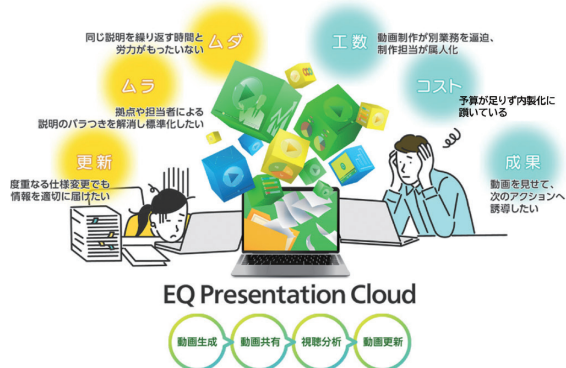 ムダ
同じ説明を繰り返す時間と
労力がもったいない
ムラ
拠点や担当者による
説明のバラつきを解消し標準化したい
更新
度重なる仕様変更でも
情報を適切に届けたい
工数
動画制作が別業務を逼迫、
制作担当が属人化
コスト
予算が足りず内製化に
躓いている
成果
動画を見せて、
次のアクションへ
誘導したい
EQ Presentation Cloud
動画生成
動画共有
視聴分析
動画更新